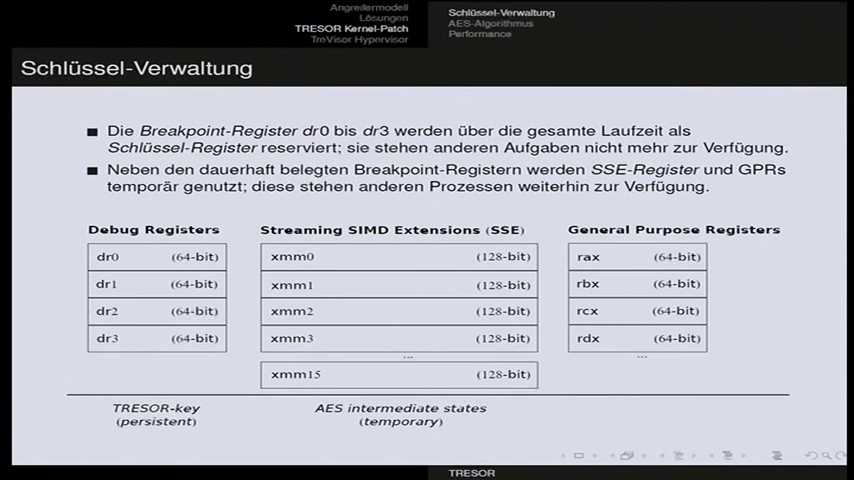 Angreifermodell
Lösungen
TRESOR Kernel-Patch
TreVisor Hypervisor
Schlüssel-Verwaltung
AES-Algorithmus
Performance
Schlüssel-Verwaltung
Die Breakpoint-Register dr0 bis dr3 werden über die gesamte Laufzeit als
Schlüssel-Register reserviert; sie stehen anderen Aufgaben nicht mehr zur Verfügung.
Neben den dauerhaft belegten Breakpoint-Registern werden SSE-Register und GPRs
temporär genutzt; diese stehen anderen Prozessen weiterhin zur Verfügung.
Debug Registers
dr0 (64-bit)
dr1 (64-bit)
dr2 (64-bit)
dr3 (64-bit)
TRESOR-key
(persistent)
Streaming SIMD Extensions (SSE)
xmm0 (128-bit)
xmm1 (128-bit)
xmm2 (128-bit)
xmm3 (128-bit)
...
xmm15 (128-bit)
AES intermediate states
(temporary)
General Purpose Registers
rax (64-bit)
rbx (64-bit)
rcx (64-bit)
rdx (64-bit)
...
TRESOR